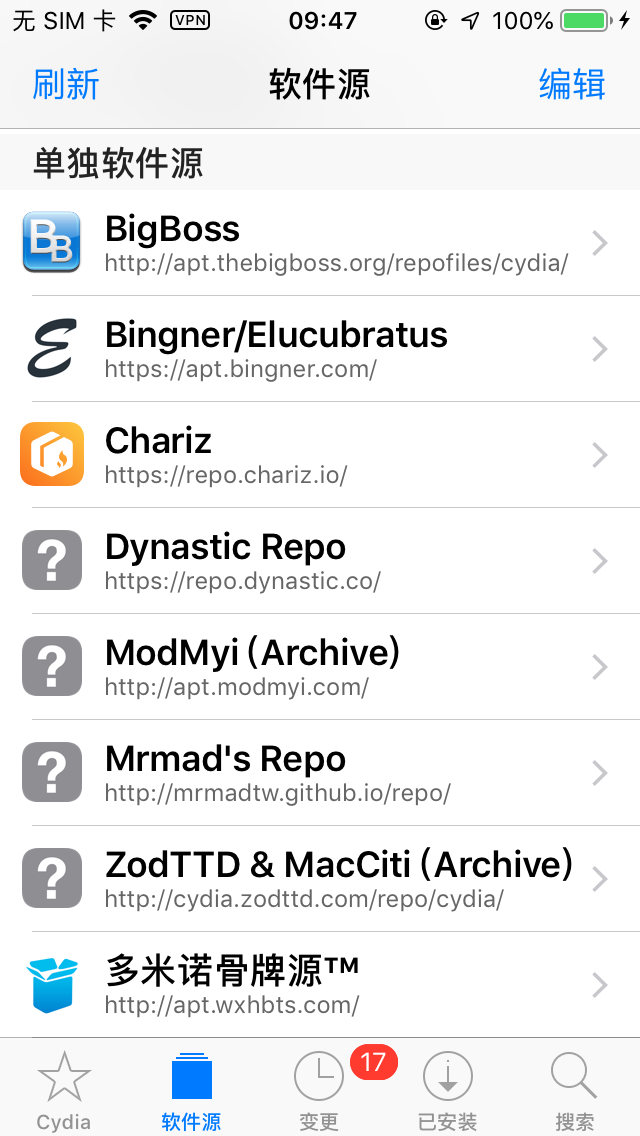 无 SIM 卡 VPN 09:47 100%
刷新 软件源 编辑
单独软件源
BigBoss
http://apt.thebigboss.org/repofiles/cydia/
Bingner/Elucubratus
https://apt.bingner.com/
Chariz
https://repo.chariz.io/
Dynastic Repo
https://repo.dynastic.co/
ModMyi (Archive)
http://apt.modmyi.com/
Mrmad's Repo
http://mrmadtw.github.io/repo/
ZodTTD & MacCiti (Archive)
http://cydia.zodttd.com/repo/cydia/
多米诺骨牌源™
http://apt.wxhbts.com/
17
Cydia 软件源 变更 已安装 搜索